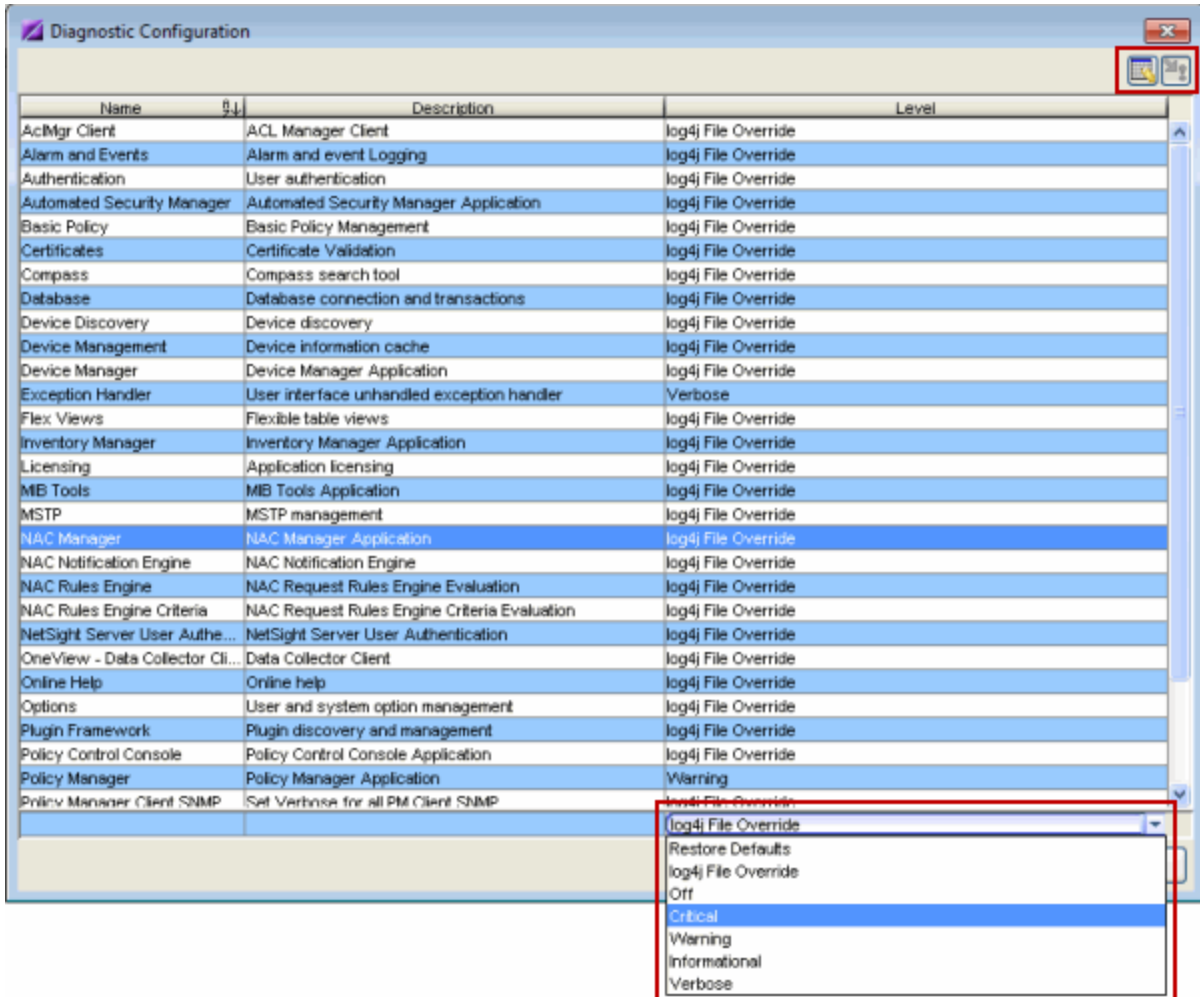 Diagnostic Configuration
Name Description Level
AclMgr Client ACL Manager Client log4j File Override
Alarm and Events Alarm and event Logging log4j File Override
Authentication User authentication log4j File Override
Automated Security Manager Automated Security Manager Application log4j File Override
Basic Policy Basic Policy Management log4j File Override
Certificates Certificate Validation log4j File Override
Compass Compass search tool log4j File Override
Database Database connection and transactions log4j File Override
Device Discovery Device discovery log4j File Override
Device Management Device information cache log4j File Override
Device Manager Device Manager Application log4j File Override
Exception Handler User interface unhandled exception handler Verbose
Flex Views Flexible table views log4j File Override
Inventory Manager Inventory Manager Application log4j File Override
Licensing Application licensing log4j File Override
MIB Tools MIB Tools Application log4j File Override
MSTP MSTP management log4j File Override
NAC Manager NAC Manager Application log4j File Override
NAC Notification Engine NAC Notification Engine log4j File Override
NAC Rules Engine NAC Request Rules Engine Evaluation log4j File Override
NAC Rules Engine Criteria NAC Request Rules Engine Criteria Evaluation log4j File Override
NetSight Server User Authe... NetSight Server User Authentication log4j File Override
OneView - Data Collector Cli... Data Collector Client log4j File Override
Online Help Online help log4j File Override
Options User and system option management log4j File Override
Plugin Framework Plugin discovery and management log4j File Override
Policy Control Console Policy Control Console Application log4j File Override
Policy Manager Policy Manager Application Warning
Policy Manager Client SNMP Set Verbose for all PM Client SNMP log4j File Override
log4j File Override
Restore Defaults
log4j File Override
Off
Critical
Warning
Informational
Verbose